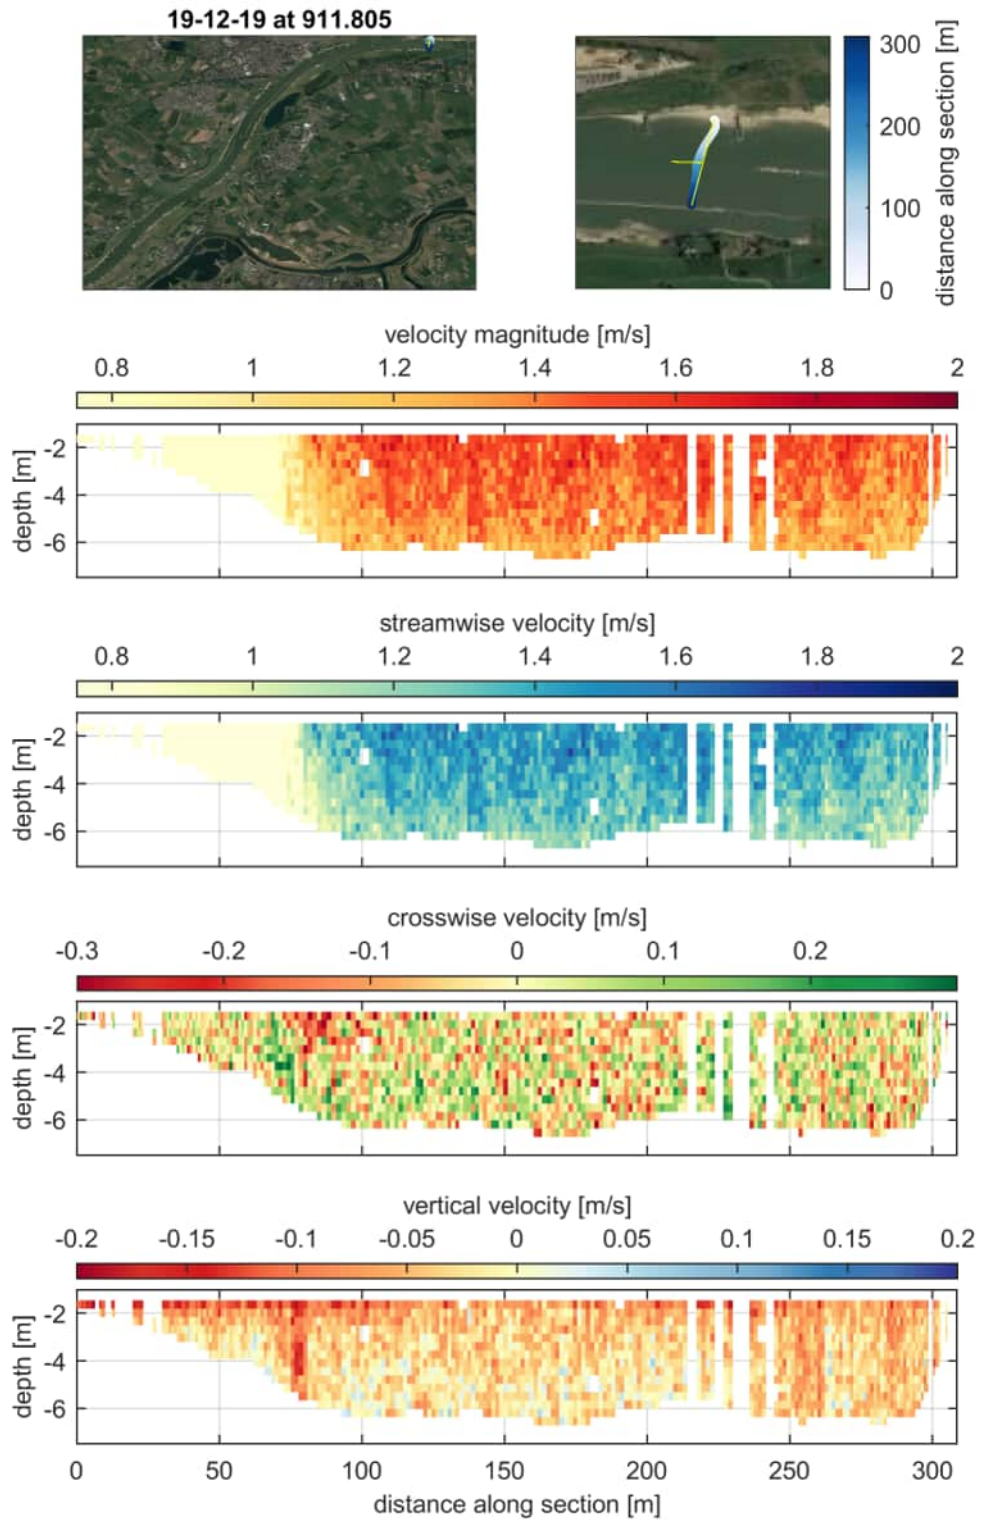 19-12-19 at 911.805
300
200
100
0
distance along section [m]
velocity magnitude [m/s]
0.8 1 1.2 1.4 1.6 1.8 2
-2
-4
-6
depth [m]
streamwise velocity [m/s]
0.8 1 1.2 1.4 1.6 1.8 2
-2
-4
-6
depth [m]
crosswise velocity [m/s]
-0.3 -0.2 -0.1 0 0.1 0.2
-2
-4
-6
depth [m]
vertical velocity [m/s]
-0.2 -0.15 -0.1 -0.05 0 0.05 0.1 0.15 0.2
-2
-4
-6
depth [m]
0 50 100 150 200 250 300
distance along section [m]